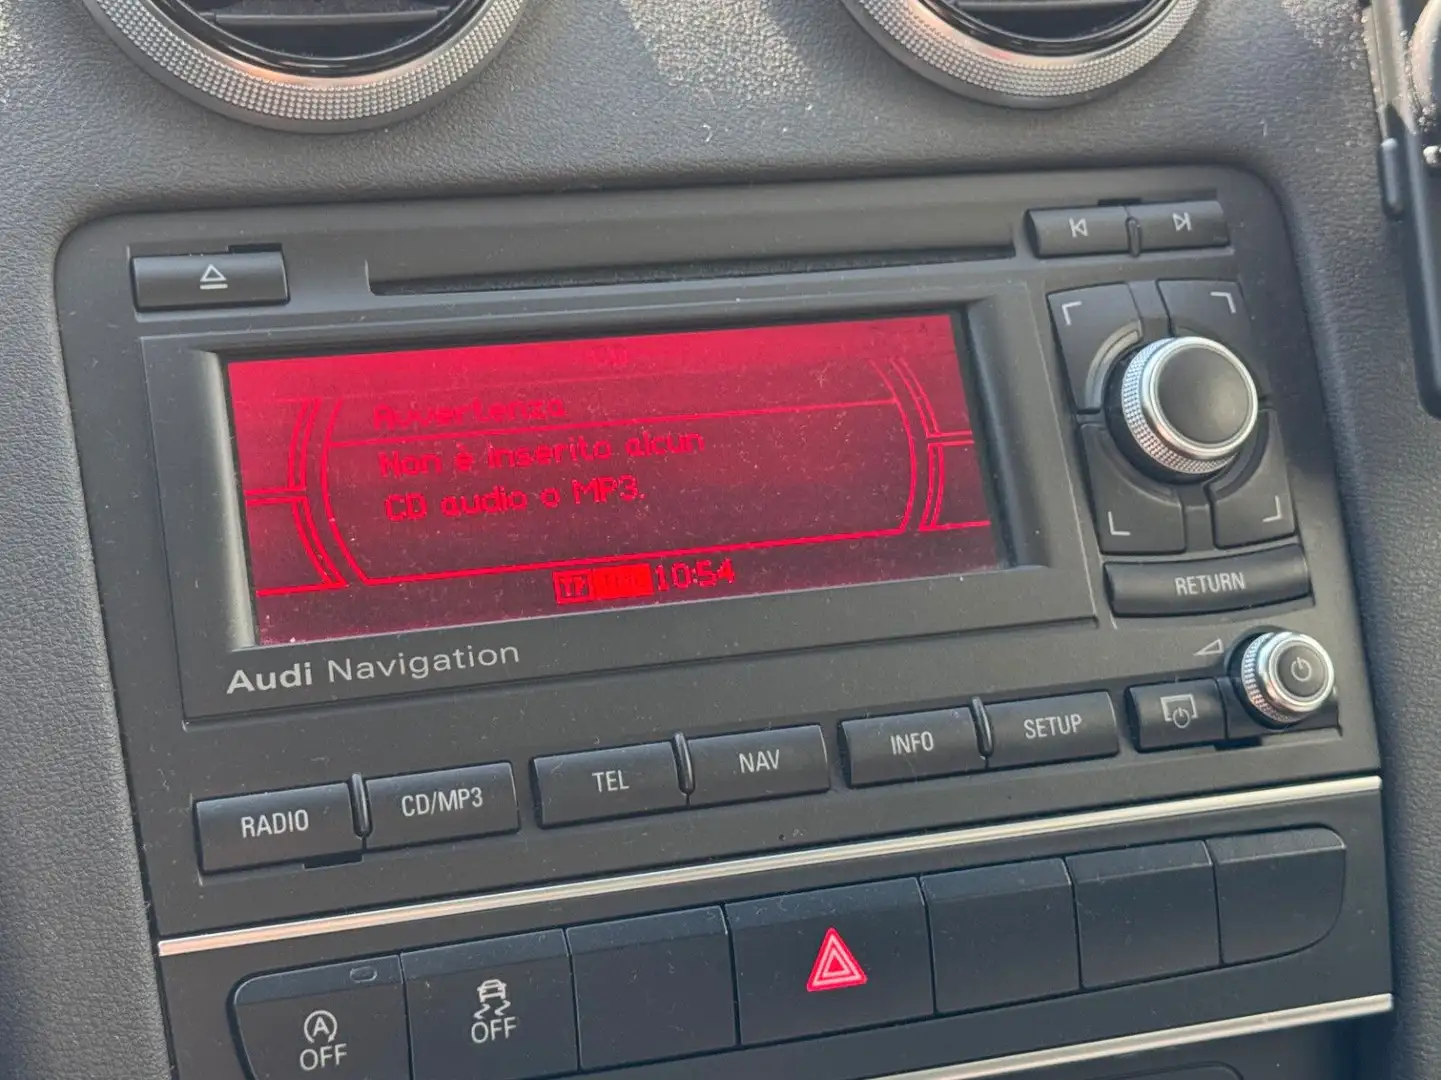 Avvertenza
Non è inserito alcun
CD audio o MP3.
TP
10:54
Audi Navigation
RETURN
RADIO
CD/MP3
TEL
NAV
INFO
SETUP
A
OFF
OFF